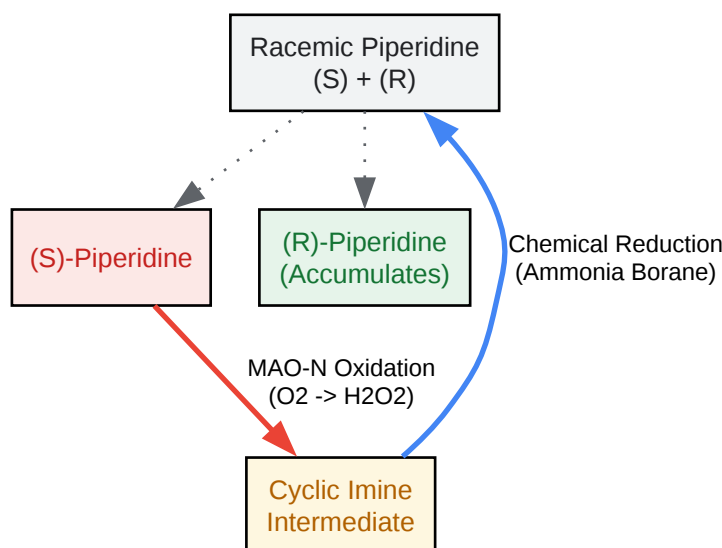 Racemic Piperidine
(S) + (R)
(S)-Piperidine
(R)-Piperidine
(Accumulates)
Chemical Reduction
(Ammonia Borane)
MAO-N Oxidation
(O2 -> H2O2)
Cyclic Imine
Intermediate